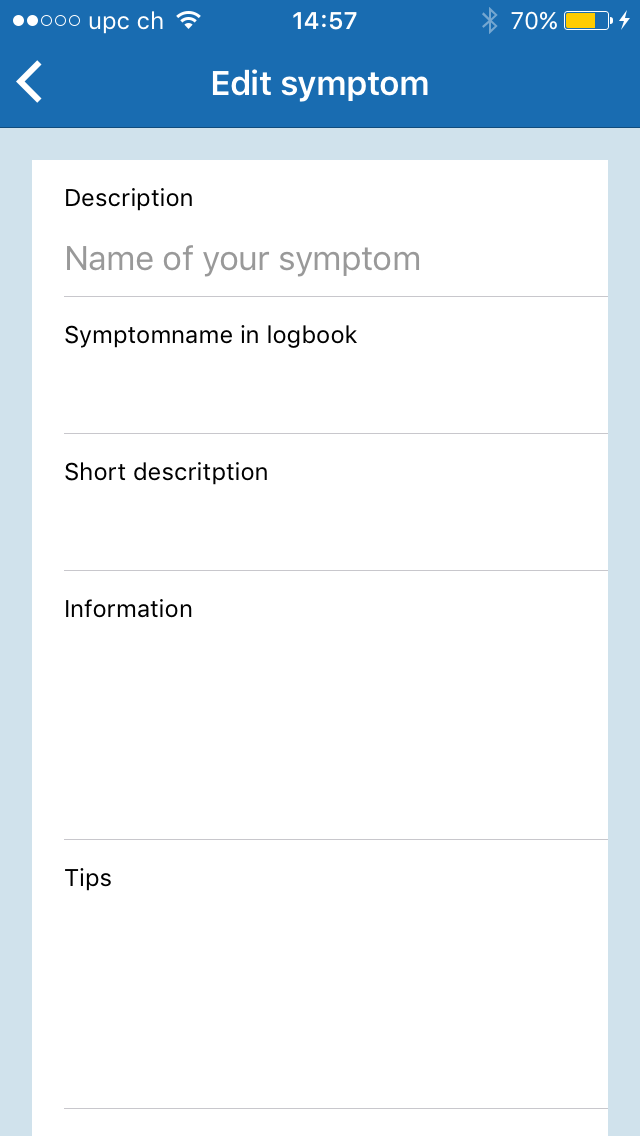 upc ch 14:57 70%
Edit symptom
Description
Name of your symptom
Symptomname in logbook
Short descritption
Information
Tips